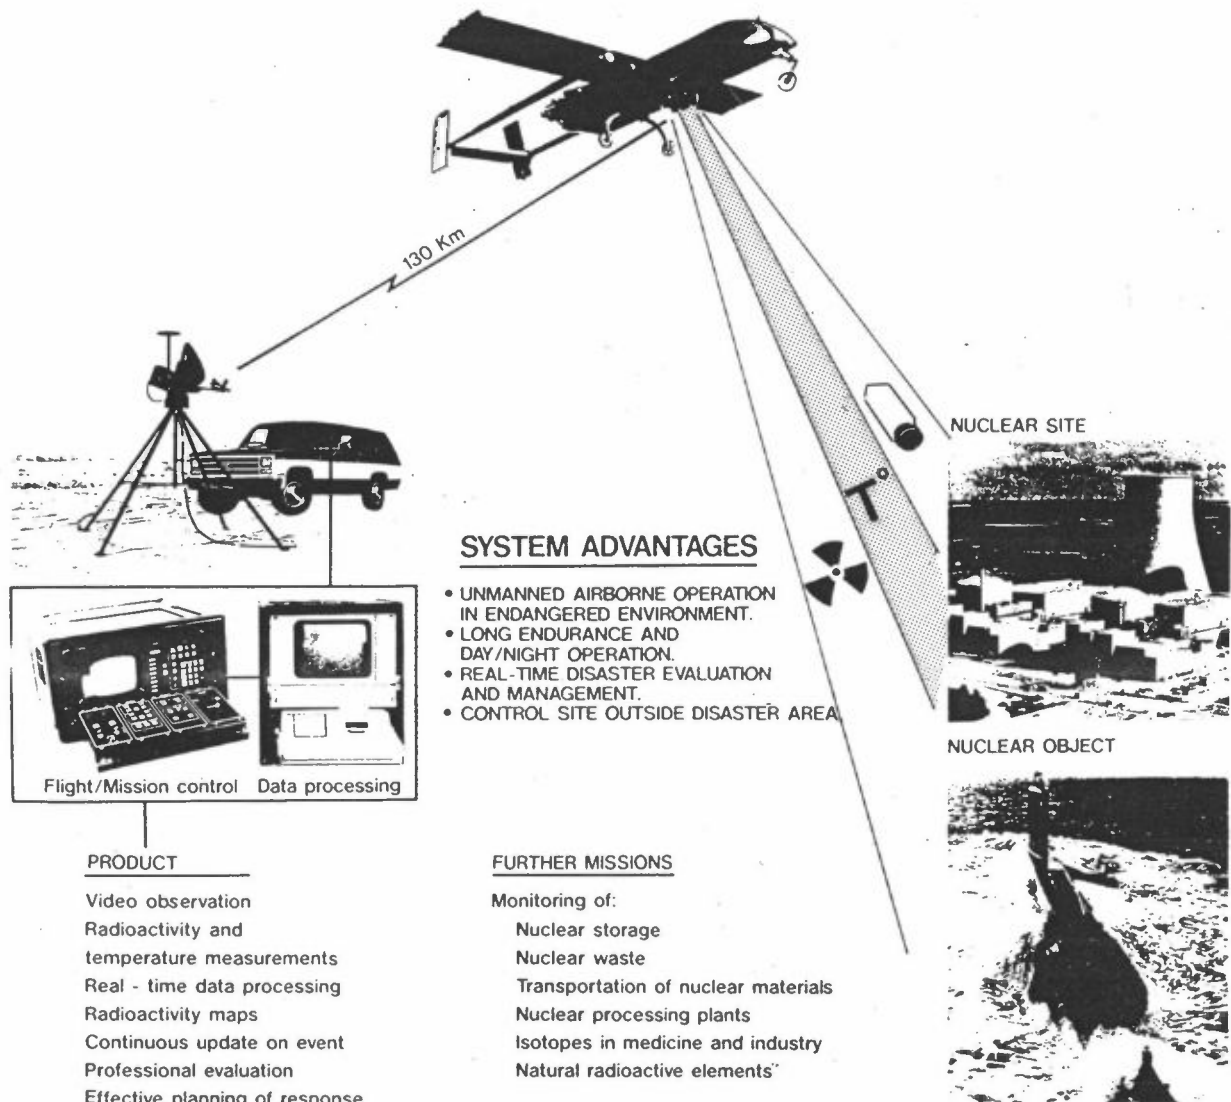 130 Km
NUCLEAR SITE
T°
SYSTEM ADVANTAGES
• UNMANNED AIRBORNE OPERATION
IN ENDANGERED ENVIRONMENT.
• LONG ENDURANCE AND
DAY/NIGHT OPERATION.
• REAL-TIME DISASTER EVALUATION
AND MANAGEMENT.
• CONTROL SITE OUTSIDE DISASTER AREA
NUCLEAR OBJECT
Flight/Mission control
Data processing
PRODUCT
Video observation
Radioactivity and
temperature measurements
Real - time data processing
Radioactivity maps
Continuous update on event
Professional evaluation
Effective planning of response
FURTHER MISSIONS
Monitoring of:
Nuclear storage
Nuclear waste
Transportation of nuclear materials
Nuclear processing plants
Isotopes in medicine and industry
Natural radioactive elements